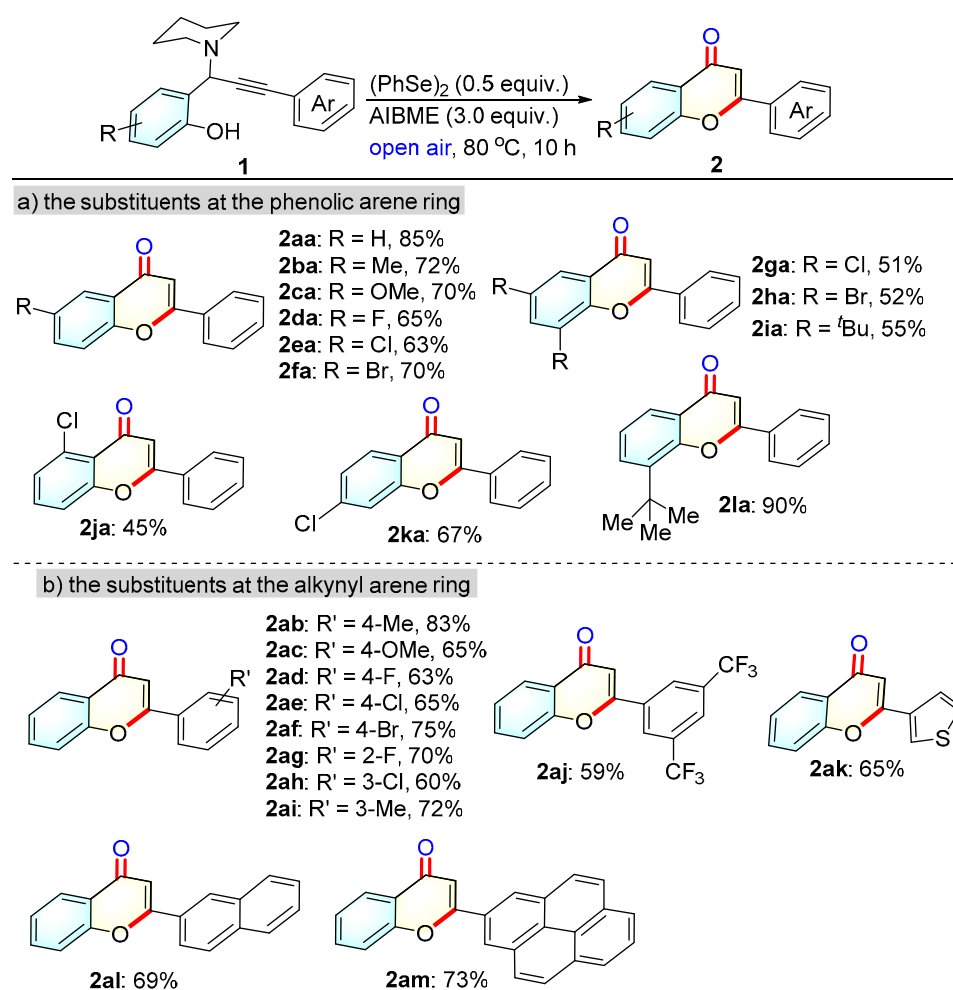 N
R
OH
Ar
1
(PhSe)2 (0.5 equiv.)
AIBME (3.0 equiv.)
open air, 80 °C, 10 h
O
R
O
Ar
2
a) the substituents at the phenolic arene ring
O
R
O
2aa: R = H, 85%
2ba: R = Me, 72%
2ca: R = OMe, 70%
2da: R = F, 65%
2ea: R = Cl, 63%
2fa: R = Br, 70%
O
R
O
R
2ga: R = Cl, 51%
2ha: R = Br, 52%
2ia: R = tBu, 55%
Cl
O
O
2ja: 45%
O
O
Cl
2ka: 67%
O
O
Me
Me
Me
2la: 90%
b) the substituents at the alkynyl arene ring
O
R'
O
2ab: R' = 4-Me, 83%
2ac: R' = 4-OMe, 65%
2ad: R' = 4-F, 63%
2ae: R' = 4-Cl, 65%
2af: R' = 4-Br, 75%
2ag: R' = 2-F, 70%
2ah: R' = 3-Cl, 60%
2ai: R' = 3-Me, 72%
O
CF3
O
CF3
2aj: 59%
O
O
S
2ak: 65%
O
O
2al: 69%
O
O
2am: 73%